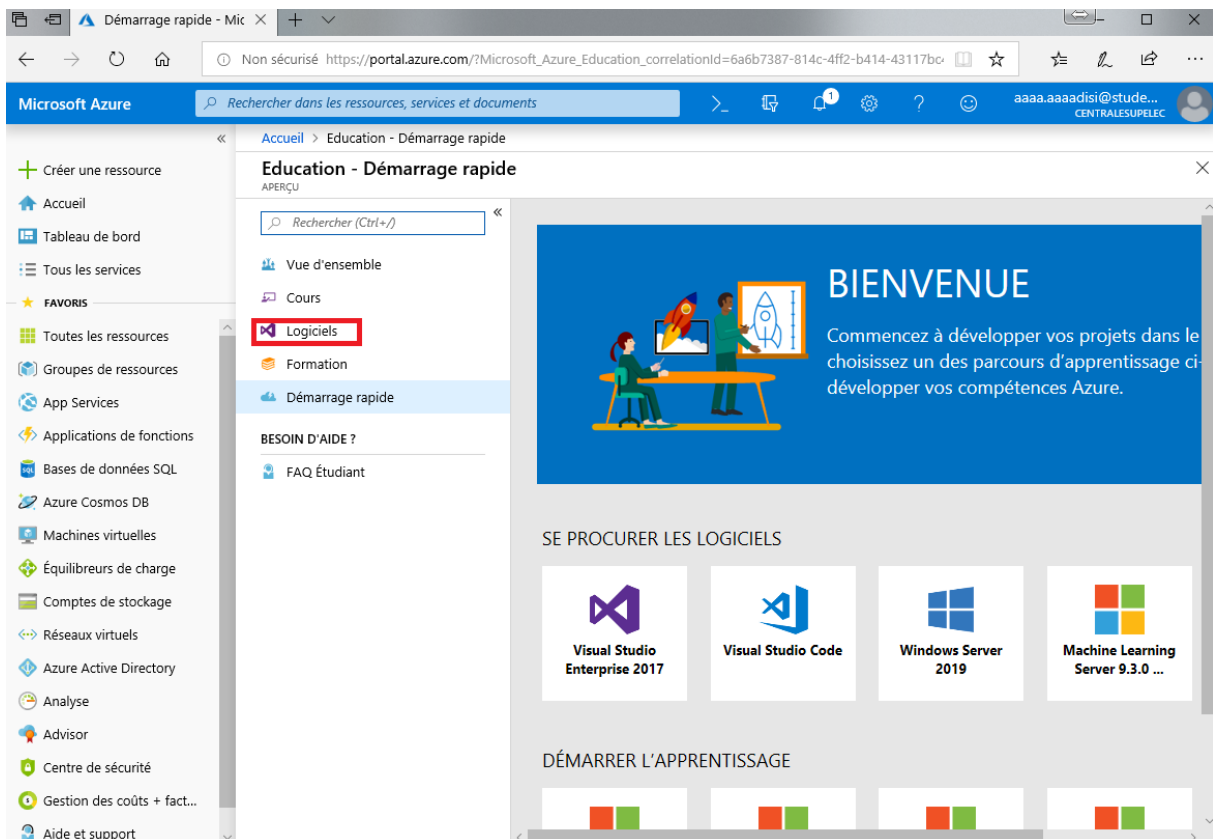 Démarrage rapide - Mic
Non sécurisé https://portal.azure.com/?Microsoft_Azure_Education_correlationId=6a6b7387-814c-4ff2-b414-43117bc
Microsoft Azure
Rechercher dans les ressources, services et documents
1
aaaa.aaaadisi@stude...
CENTRALESUPELEC
Accueil > Education - Démarrage rapide
Education - Démarrage rapide
APERÇU
Créer une ressource
Accueil
Tableau de bord
Tous les services
FAVORIS
Toutes les ressources
Groupes de ressources
App Services
Applications de fonctions
Bases de données SQL
Azure Cosmos DB
Machines virtuelles
Équilibreurs de charge
Comptes de stockage
Réseaux virtuels
Azure Active Directory
Analyse
Advisor
Centre de sécurité
Gestion des coûts + fact...
Aide et support
Rechercher (Ctrl+/)
Vue d'ensemble
Cours
Logiciels
Formation
Démarrage rapide
BESOIN D'AIDE ?
FAQ Étudiant
BIENVENUE
Commencez à développer vos projets dans le
choisissez un des parcours d'apprentissage ci-
développer vos compétences Azure.
SE PROCURER LES LOGICIELS
Visual Studio
Enterprise 2017
Visual Studio Code
Windows Server
2019
Machine Learning
Server 9.3.0 ...
DÉMARRER L'APPRENTISSAGE